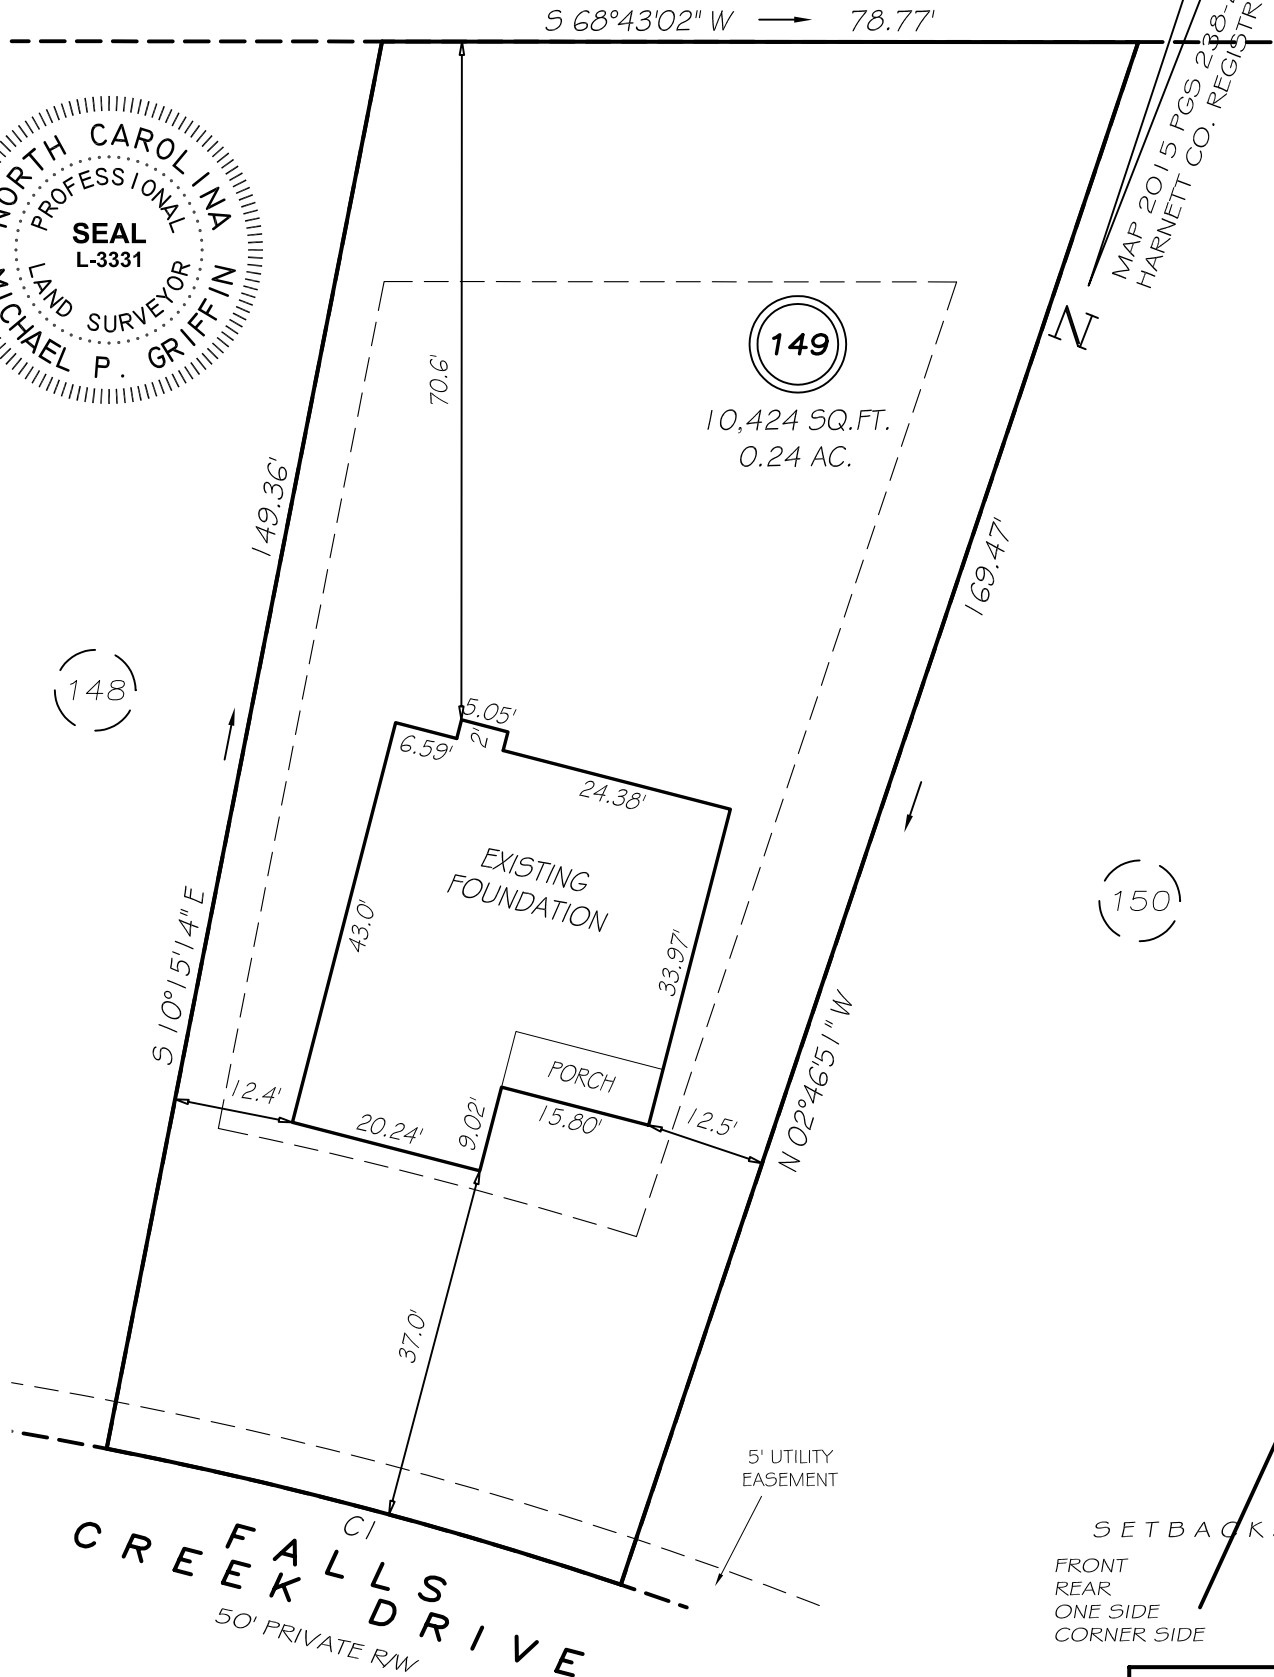 S 68°43'02" W 78.77'
MAP 2015 PGS 238-
HARNETT CO. REGISTR
N
NORTH CAROLINA
PROFESSIONAL
SEAL
L-3331
LAND SURVEYOR
MICHAEL P. GRIFFIN
149
10,424 SQ.FT.
0.24 AC.
70.6'
149.36'
169.47'
148
150
5.05'
6.59'
2'
24.38'
EXISTING
FOUNDATION
43.0'
33.97'
S 10°15'14" E
N 02°46'51" W
PORCH
12.4'
20.24'
9.02'
15.80'
12.5'
37.0'
5' UTILITY
EASEMENT
C1
FALLS
CREEK DRIVE
50' PRIVATE R/W
SETBACK
FRONT
REAR
ONE SIDE
CORNER SIDE